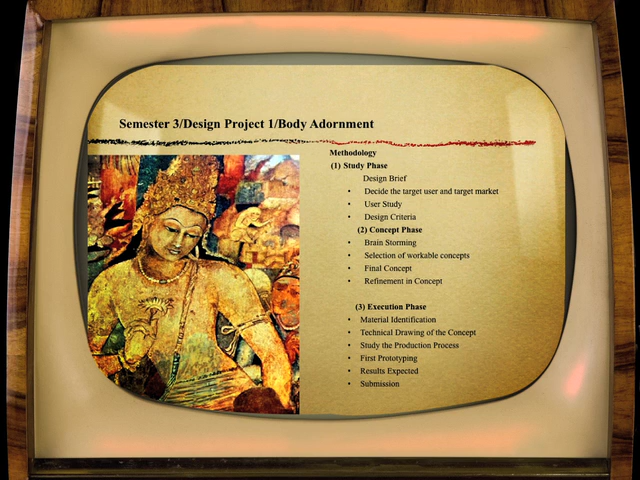 Semester 3/Design Project 1/Body Adornment
Methodology
(1) Study Phase
Design Brief
• Decide the target user and target market
• User Study
• Design Criteria
(2) Concept Phase
• Brain Storming
• Selection of workable concepts
• Final Concept
• Refinement in Concept
(3) Execution Phase
• Material Identification
• Technical Drawing of the Concept
• Study the Production Process
• First Prototyping
• Results Expected
• Submission